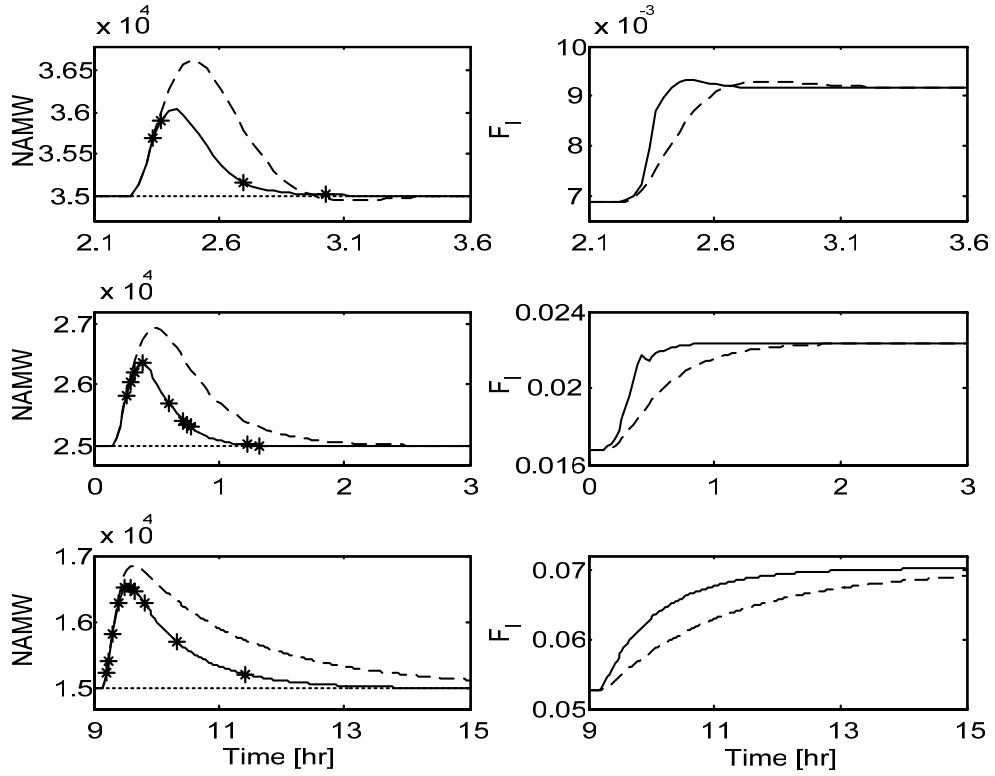 x 10^4
NAMW
3.65
3.6
3.55
3.5
2.1 2.6 3.1 3.6
x 10^-3
F_I
10
9
8
7
6
2.1 2.6 3.1 3.6
x 10^4
NAMW
2.7
2.6
2.5
0 1 2 3
F_I
0.024
0.02
0.016
0 1 2 3
x 10^4
NAMW
1.7
1.6
1.5
9 11 13 15
Time [hr]
F_I
0.07
0.06
0.05
9 11 13 15
Time [hr]